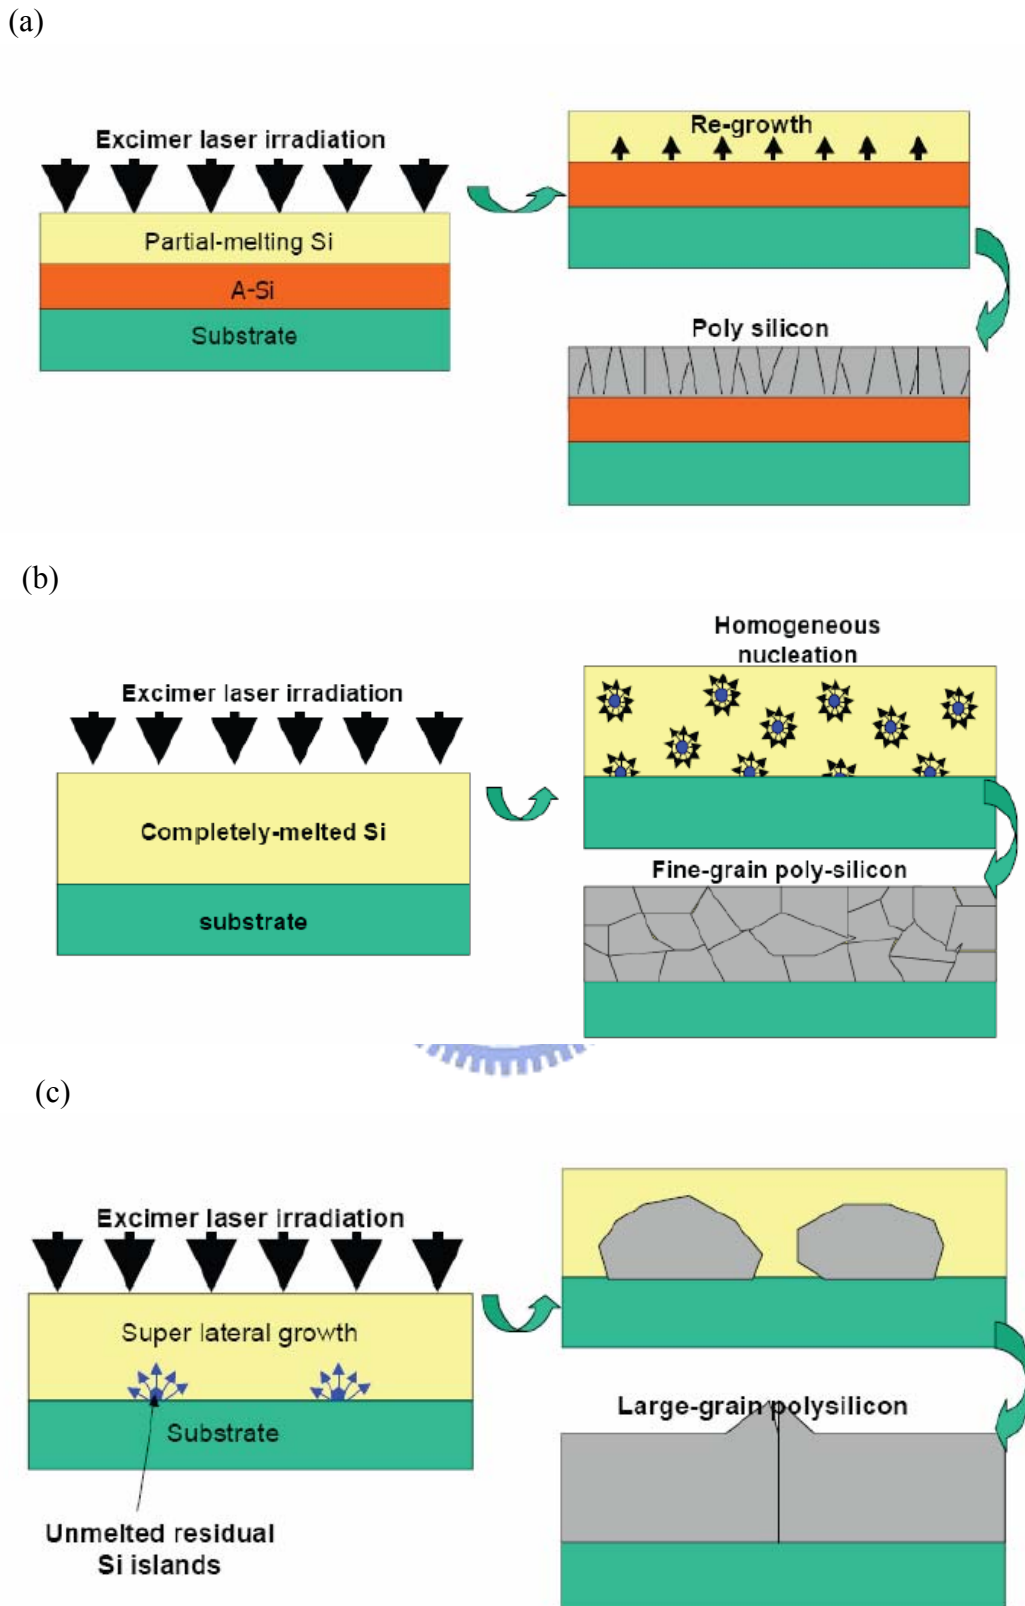 (a)
Excimer laser irradiation
Partial-melting Si
A-Si
Substrate
Re-growth
Poly silicon
(b)
Excimer laser irradiation
Completely-melted Si
substrate
Homogeneous
nucleation
Fine-grain poly-silicon
(c)
Excimer laser irradiation
Super lateral growth
Substrate
Unmelted residual
Si islands
Large-grain polysilicon